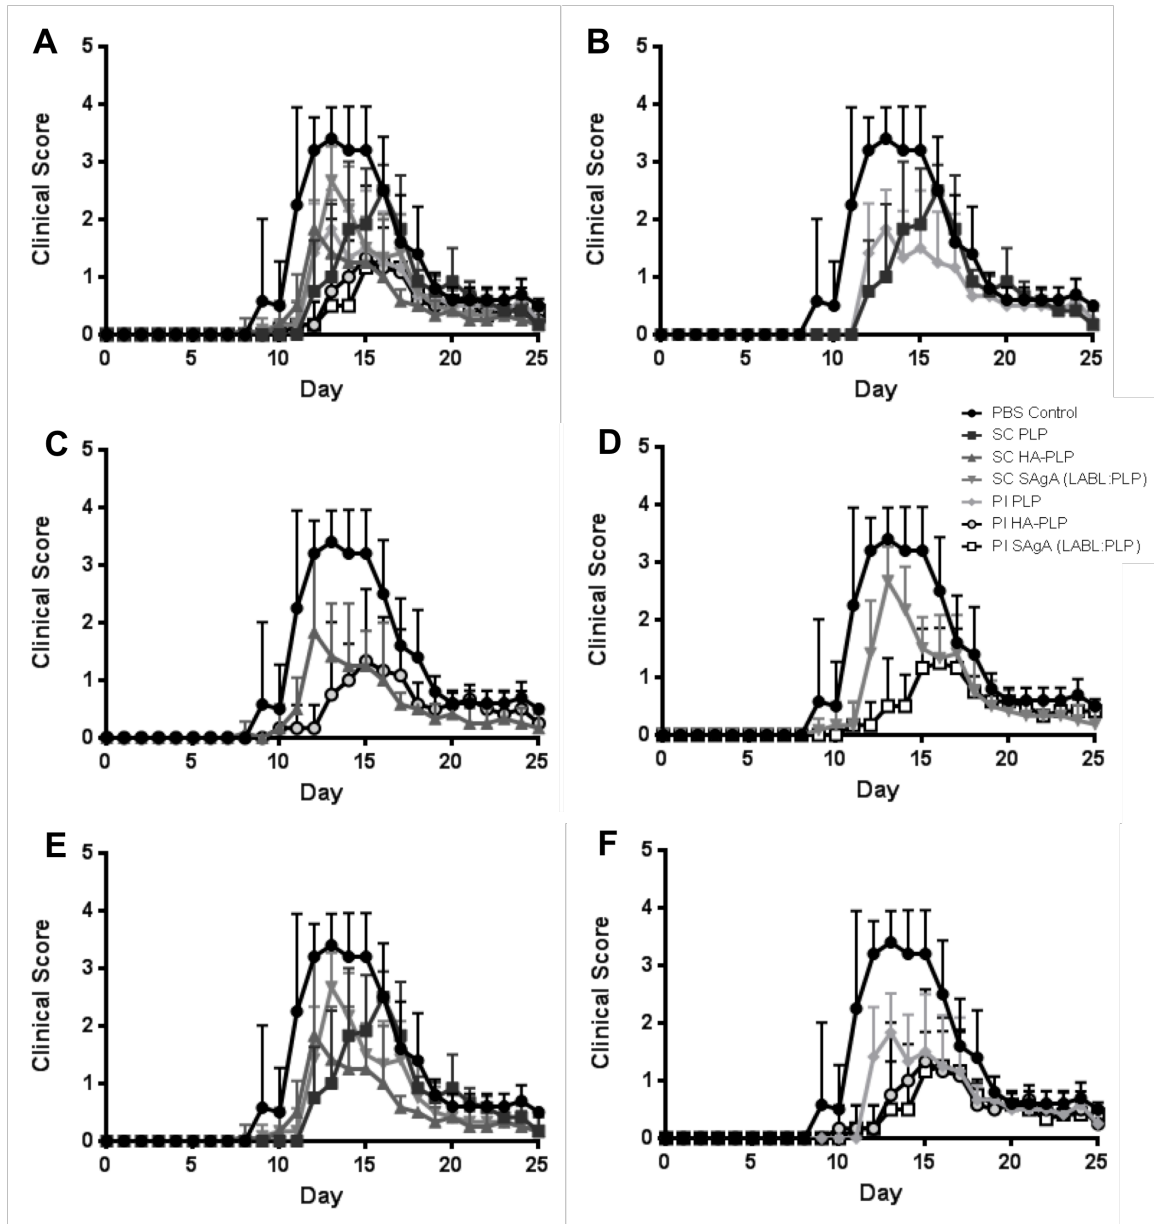 A
5
4
3
2
1
0
Clinical Score
0 5 10 15 20 25
Day
B
5
4
3
2
1
0
Clinical Score
0 5 10 15 20 25
Day
C
5
4
3
2
1
0
Clinical Score
0 5 10 15 20 25
Day
D
5
4
3
2
1
0
Clinical Score
0 5 10 15 20 25
Day
PBS Control
SC PLP
SC HA-PLP
SC SAgA (LABL:PLP)
PI PLP
PI HA-PLP
PI SAgA (LABL:PLP)
E
5
4
3
2
1
0
Clinical Score
0 5 10 15 20 25
Day
F
5
4
3
2
1
0
Clinical Score
0 5 10 15 20 25
Day